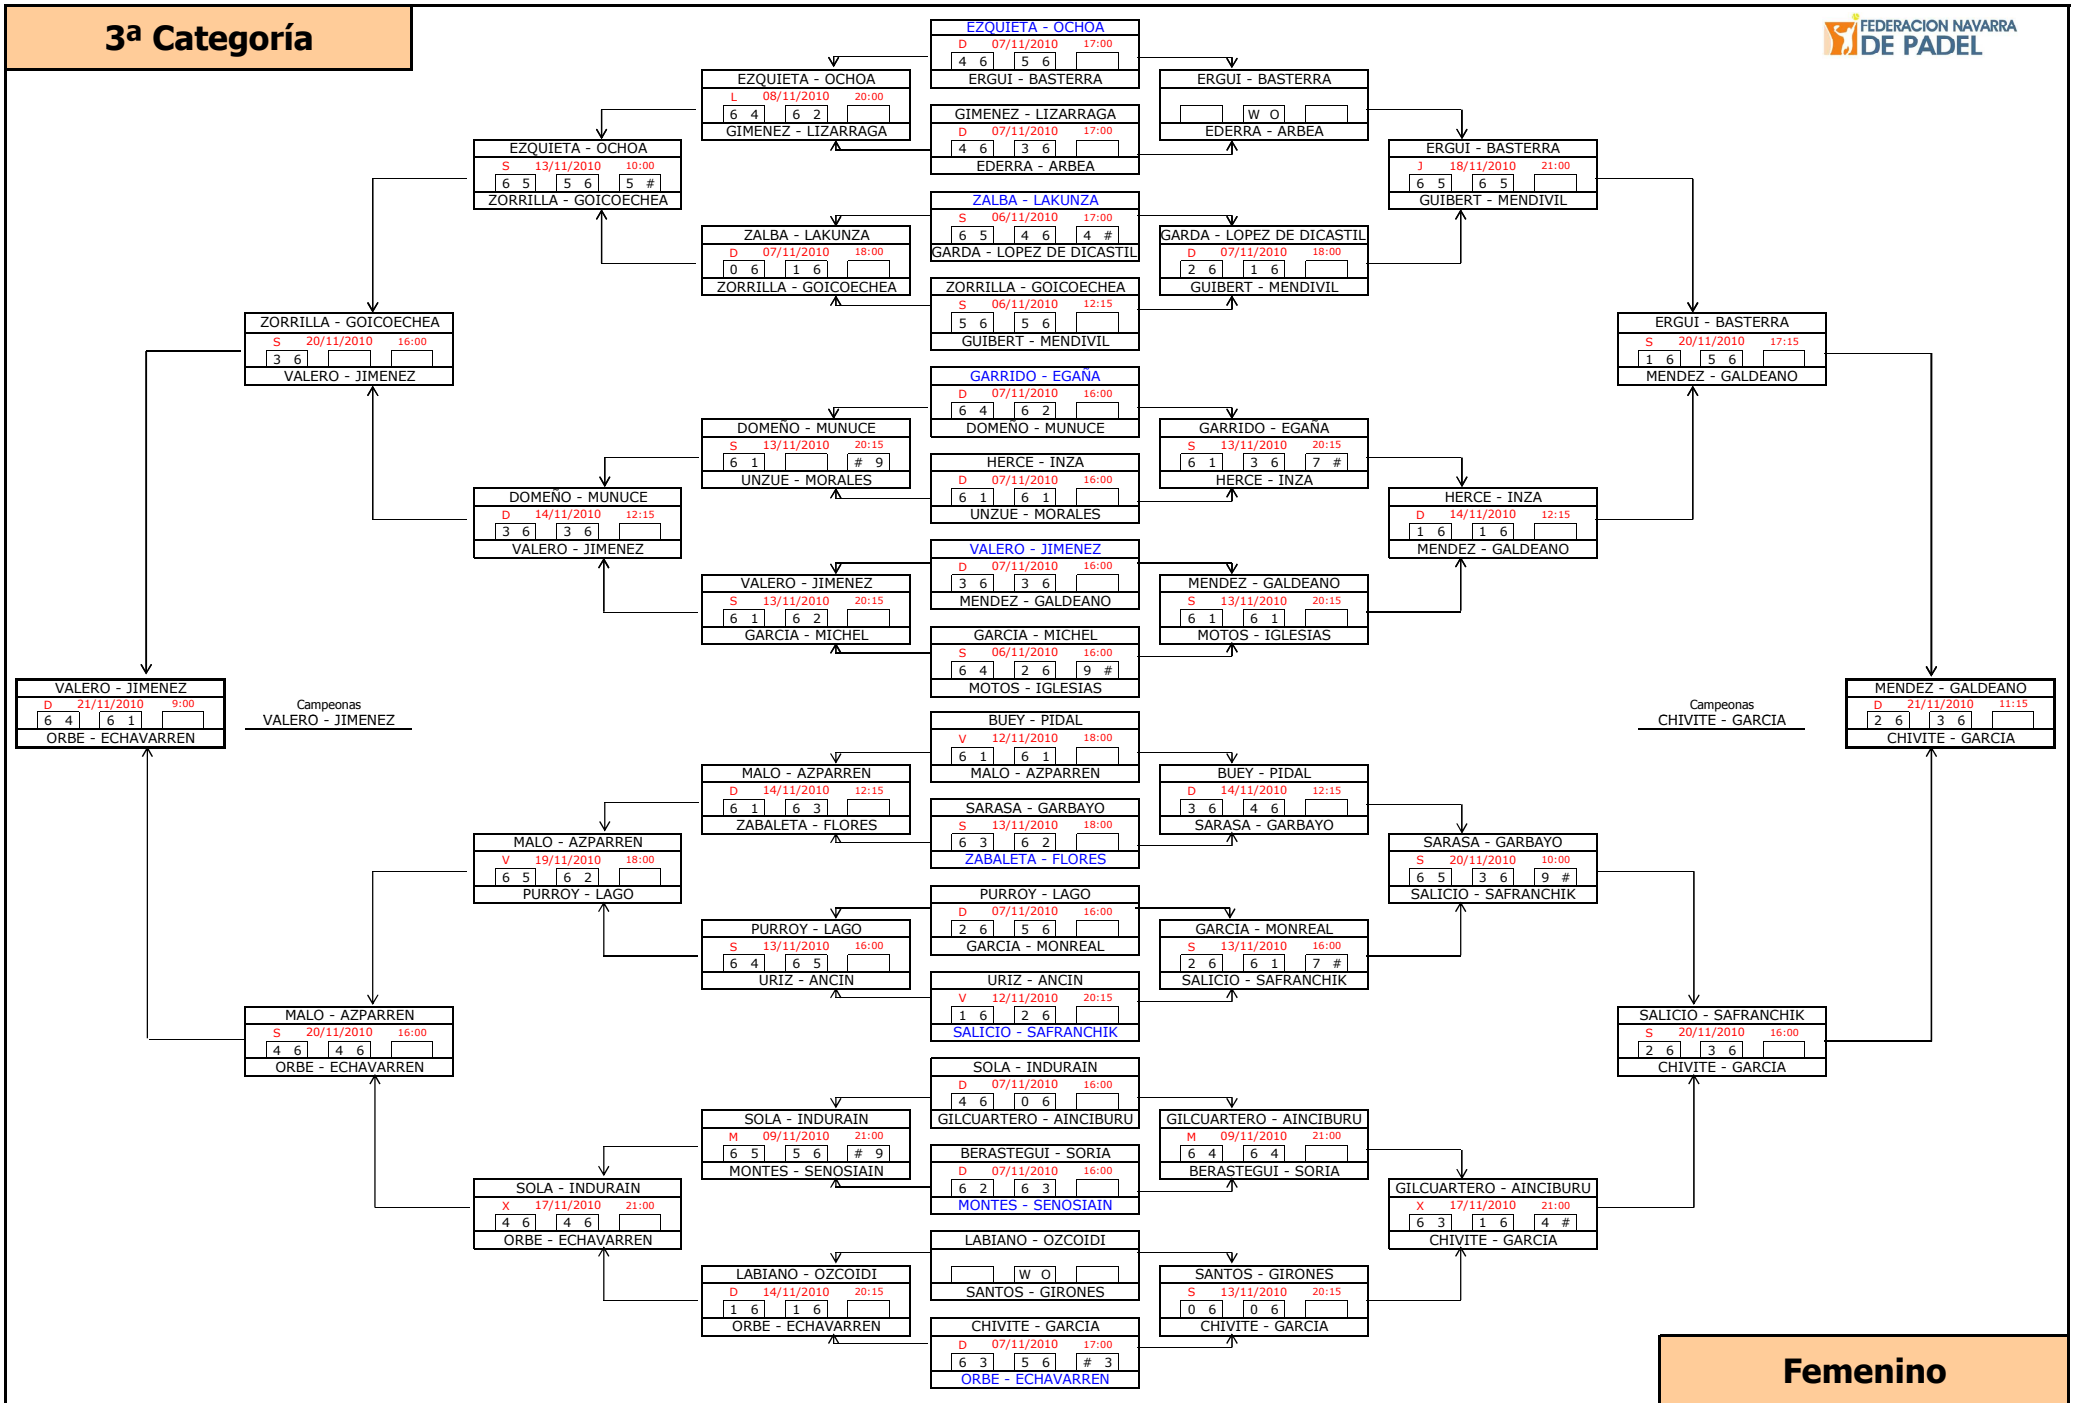 3ª Categoría
FEDERACION NAVARRA
DE PADEL
EZQUIETA - OCHOA
D 07/11/2010 17:00
4 6 5 6
ERGUI - BASTERRA
GIMENEZ - LIZARRAGA
D 07/11/2010 17:00
4 6 3 6
EDERRA - ARBEA
ZALBA - LAKUNZA
S 06/11/2010 17:00
6 5 4 6 4 #
GARDA - LOPEZ DE DICASTIL
ZORRILLA - GOICOECHEA
S 06/11/2010 12:15
5 6 5 6
GUIBERT - MENDIVIL
GARRIDO - EGAÑA
D 07/11/2010 16:00
6 4 6 2
DOMEÑO - MUNUCE
HERCE - INZA
D 07/11/2010 16:00
6 1 6 1
UNZUE - MORALES
VALERO - JIMENEZ
D 07/11/2010 16:00
3 6 3 6
MENDEZ - GALDEANO
GARCIA - MICHEL
S 06/11/2010 16:00
6 4 2 6 9 #
MOTOS - IGLESIAS
BUEY - PIDAL
V 12/11/2010 18:00
6 1 6 1
MALO - AZPARREN
SARASA - GARBAYO
S 13/11/2010 18:00
6 3 6 2
ZABALETA - FLORES
PURROY - LAGO
D 07/11/2010 16:00
2 6 5 6
GARCIA - MONREAL
URIZ - ANCIN
V 12/11/2010 20:15
1 6 2 6
SALICIO - SAFRANCHIK
SOLA - INDURAIN
D 07/11/2010 16:00
4 6 0 6
GILCUARTERO - AINCIBURU
BERASTEGUI - SORIA
D 07/11/2010 16:00
6 2 6 3
MONTES - SENOSIAIN
LABIANO - OZCOIDI
W O
SANTOS - GIRONES
CHIVITE - GARCIA
D 07/11/2010 17:00
6 3 5 6 # 3
ORBE - ECHAVARREN
EZQUIETA - OCHOA
L 08/11/2010 20:00
6 4 6 2
GIMENEZ - LIZARRAGA
ZALBA - LAKUNZA
D 07/11/2010 18:00
0 6 1 6
ZORRILLA - GOICOECHEA
DOMEÑO - MUNUCE
S 13/11/2010 20:15
6 1 # 9
UNZUE - MORALES
VALERO - JIMENEZ
S 13/11/2010 20:15
6 1 6 2
GARCIA - MICHEL
MALO - AZPARREN
D 14/11/2010 12:15
6 1 6 3
ZABALETA - FLORES
PURROY - LAGO
S 13/11/2010 16:00
6 4 6 5
URIZ - ANCIN
SOLA - INDURAIN
M 09/11/2010 21:00
6 5 5 6 # 9
MONTES - SENOSIAIN
LABIANO - OZCOIDI
D 14/11/2010 20:15
1 6 1 6
ORBE - ECHAVARREN
EZQUIETA - OCHOA
S 13/11/2010 10:00
6 5 5 6 5 #
ZORRILLA - GOICOECHEA
DOMEÑO - MUNUCE
D 14/11/2010 12:15
3 6 3 6
VALERO - JIMENEZ
MALO - AZPARREN
V 19/11/2010 18:00
6 5 6 2
PURROY - LAGO
SOLA - INDURAIN
X 17/11/2010 21:00
4 6 4 6
ORBE - ECHAVARREN
ZORRILLA - GOICOECHEA
S 20/11/2010 16:00
3 6
VALERO - JIMENEZ
MALO - AZPARREN
S 20/11/2010 16:00
4 6 4 6
ORBE - ECHAVARREN
VALERO - JIMENEZ
D 21/11/2010 9:00
6 4 6 1
ORBE - ECHAVARREN
Campeonas
VALERO - JIMENEZ
ERGUI - BASTERRA
W O
EDERRA - ARBEA
GARDA - LOPEZ DE DICASTIL
D 07/11/2010 18:00
2 6 1 6
GUIBERT - MENDIVIL
GARRIDO - EGAÑA
S 13/11/2010 20:15
6 1 3 6 7 #
HERCE - INZA
MENDEZ - GALDEANO
S 13/11/2010 20:15
6 1 6 1
MOTOS - IGLESIAS
BUEY - PIDAL
D 14/11/2010 12:15
3 6 4 6
SARASA - GARBAYO
GARCIA - MONREAL
S 13/11/2010 16:00
2 6 6 1 7 #
SALICIO - SAFRANCHIK
GILCUARTERO - AINCIBURU
M 09/11/2010 21:00
6 4 6 4
BERASTEGUI - SORIA
SANTOS - GIRONES
S 13/11/2010 20:15
0 6 0 6
CHIVITE - GARCIA
ERGUI - BASTERRA
J 18/11/2010 21:00
6 5 6 5
GUIBERT - MENDIVIL
HERCE - INZA
D 14/11/2010 12:15
1 6 1 6
MENDEZ - GALDEANO
SARASA - GARBAYO
S 20/11/2010 10:00
6 5 3 6 9 #
SALICIO - SAFRANCHIK
GILCUARTERO - AINCIBURU
X 17/11/2010 21:00
6 3 1 6 4 #
CHIVITE - GARCIA
ERGUI - BASTERRA
S 20/11/2010 17:15
1 6 5 6
MENDEZ - GALDEANO
SALICIO - SAFRANCHIK
S 20/11/2010 16:00
2 6 3 6
CHIVITE - GARCIA
Campeonas
CHIVITE - GARCIA
MENDEZ - GALDEANO
D 21/11/2010 11:15
2 6 3 6
CHIVITE - GARCIA
Femenino